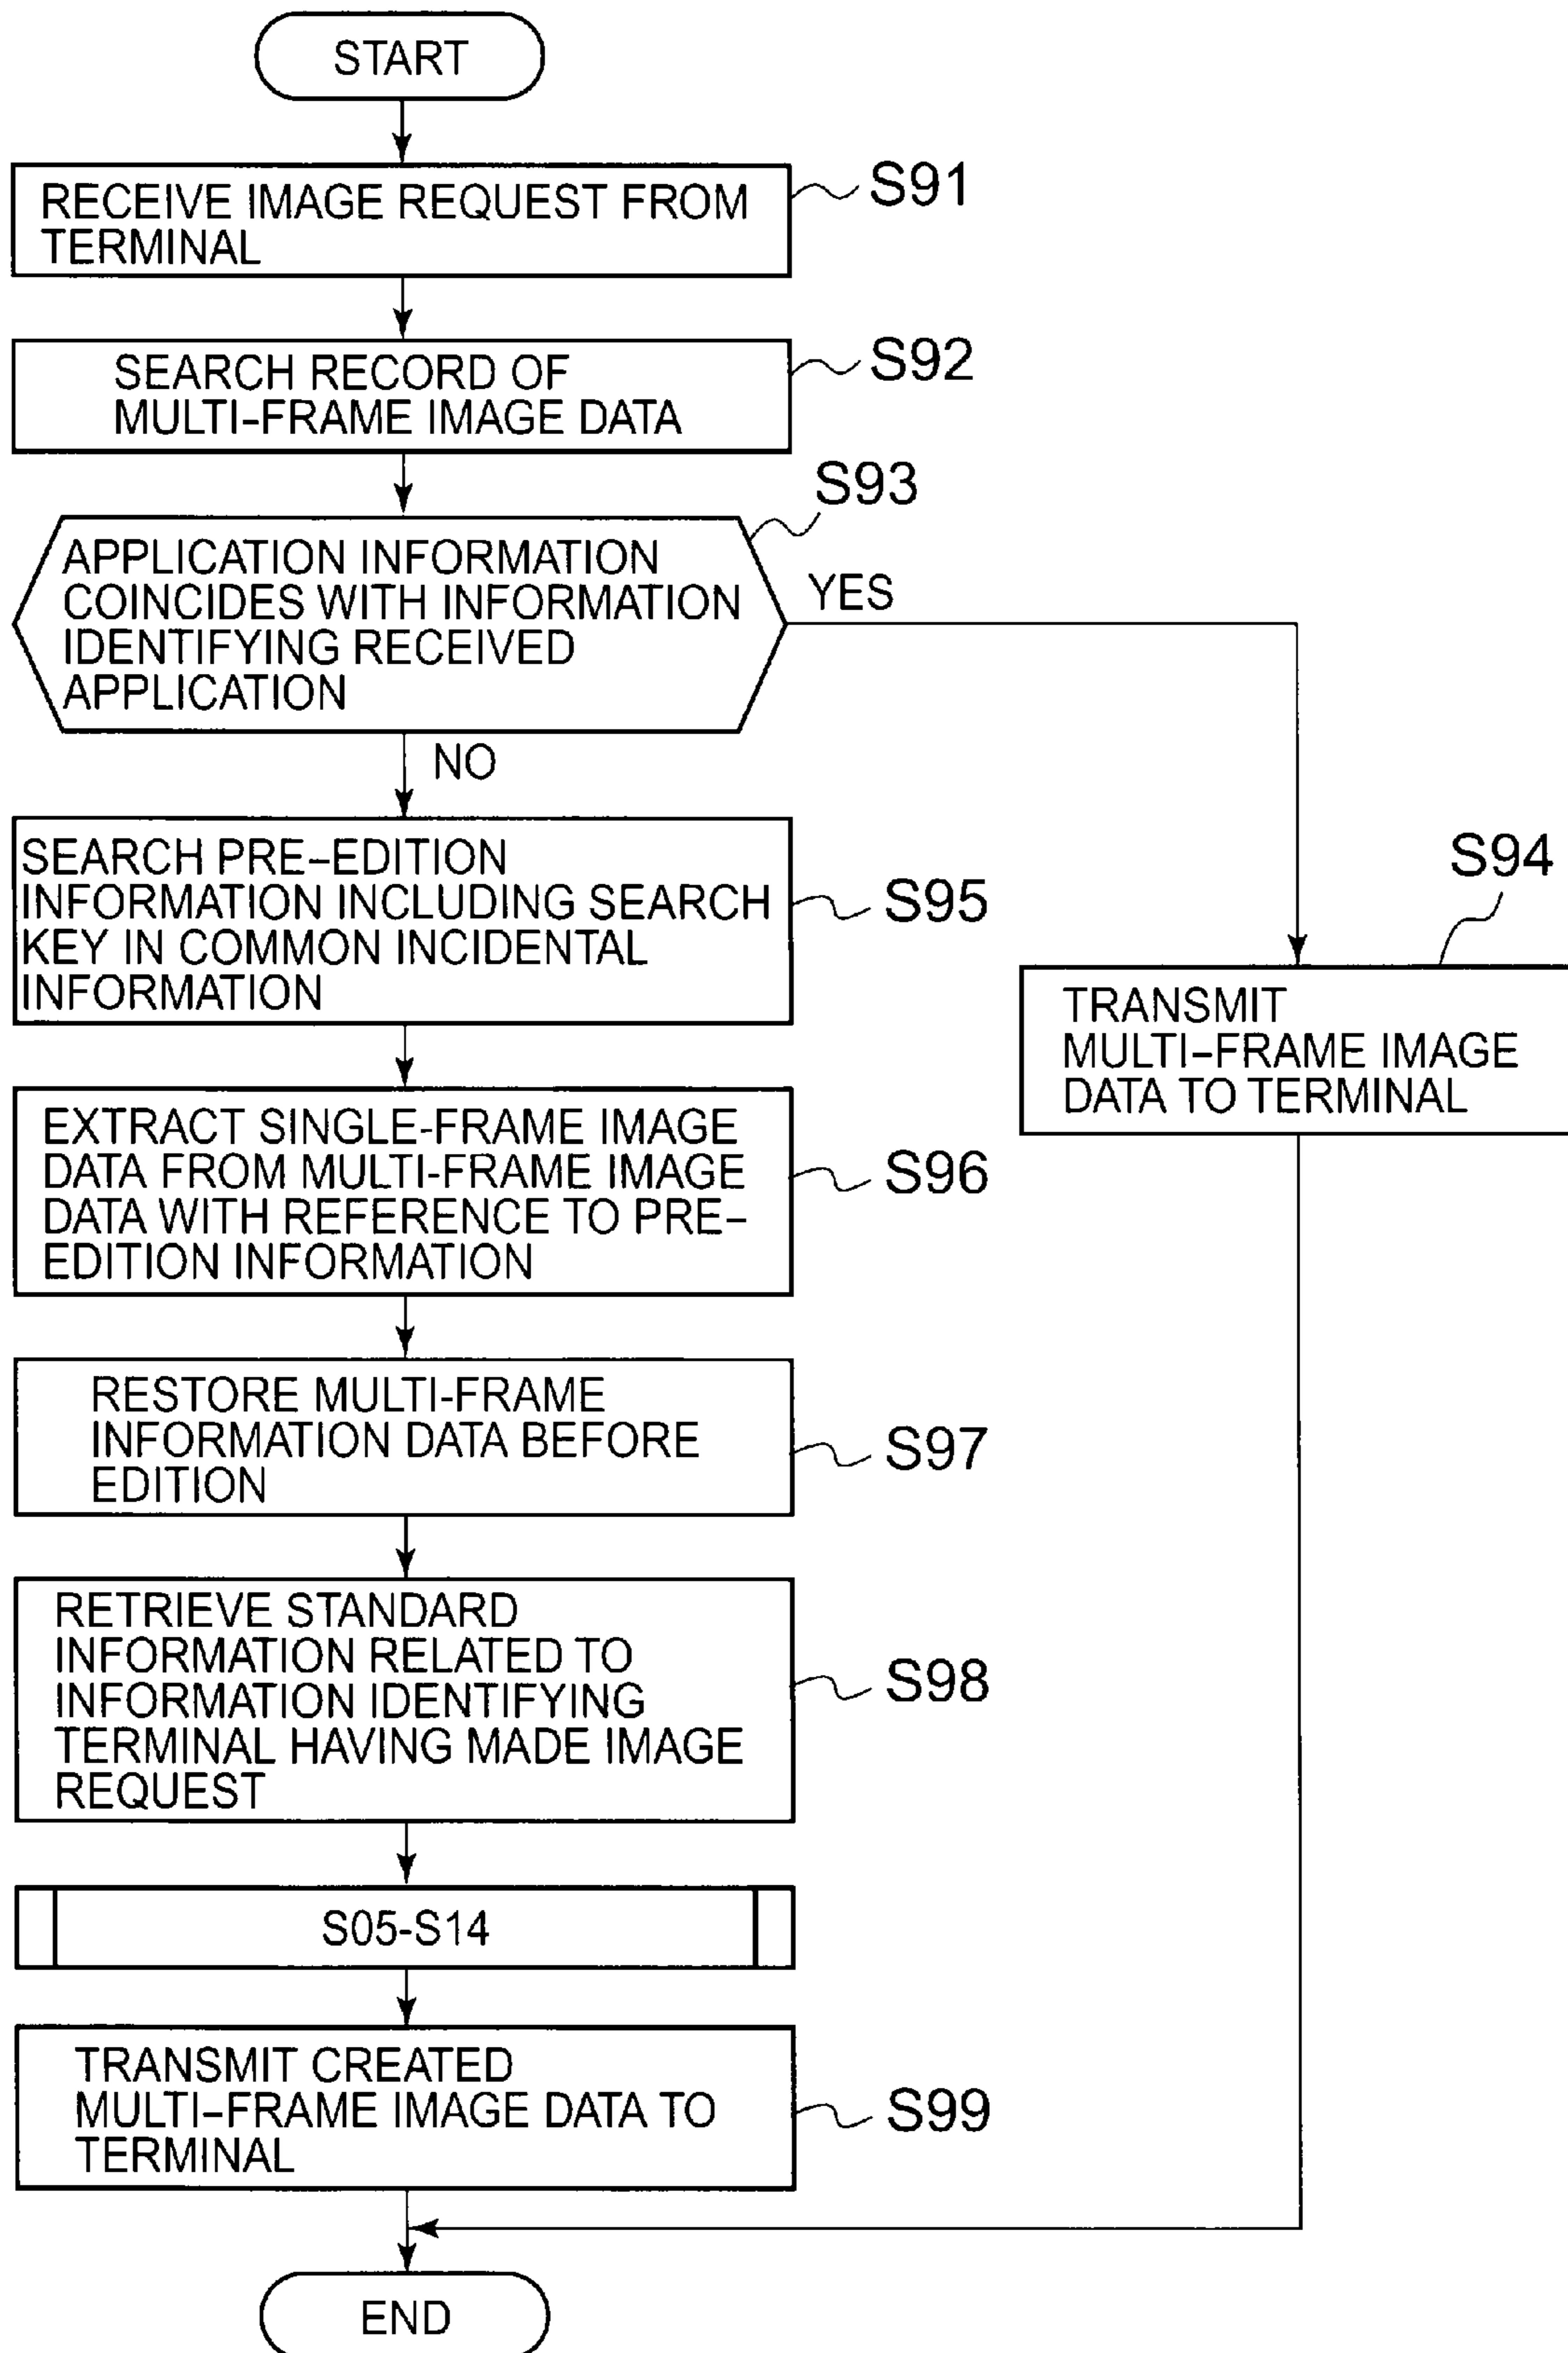 START
RECEIVE IMAGE REQUEST FROM
TERMINAL
S91
SEARCH RECORD OF
MULTI-FRAME IMAGE DATA
S92
S93
APPLICATION INFORMATION
COINCIDES WITH INFORMATION
IDENTIFYING RECEIVED
APPLICATION
YES
NO
SEARCH PRE-EDITION
INFORMATION INCLUDING SEARCH
KEY IN COMMON INCIDENTAL
INFORMATION
S95
S94
TRANSMIT
MULTI-FRAME IMAGE
DATA TO TERMINAL
EXTRACT SINGLE-FRAME IMAGE
DATA FROM MULTI-FRAME IMAGE
DATA WITH REFERENCE TO PRE-
EDITION INFORMATION
S96
RESTORE MULTI-FRAME
INFORMATION DATA BEFORE
EDITION
S97
RETRIEVE STANDARD
INFORMATION RELATED TO
INFORMATION IDENTIFYING
TERMINAL HAVING MADE IMAGE
REQUEST
S98
S05-S14
TRANSMIT CREATED
MULTI-FRAME IMAGE DATA TO
TERMINAL
S99
END